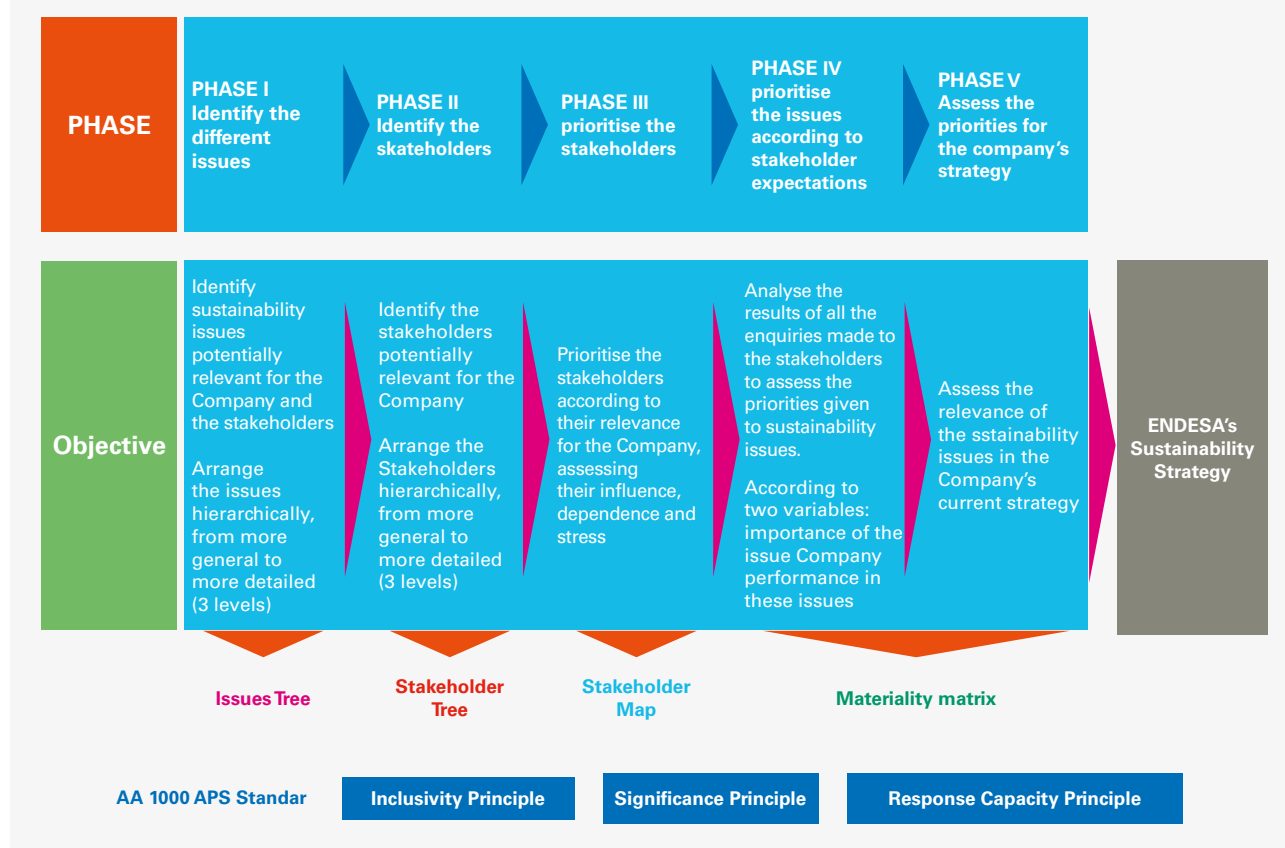 PHASE
PHASE I
Identify the
different
issues
PHASE II
Identify the
skateholders
PHASE III
prioritise the
stakeholders
PHASE IV
prioritise
the issues
according to
stakeholder
expectations
PHASE V
Assess the
priorities for
the company's
strategy
Objective
Identify
sustainability
issues
potentially
relevant for the
Company and
the stakeholders
Arrange
the issues
hierarchically,
from more
general to
more detailed
(3 levels)
Identify the
stakeholders
potentially
relevant for the
Company
Arrange the
Stakeholders
hierarchically,
from more
general to
more detailed
(3 levels)
Prioritise the
stakeholders
according to
their relevance
for the Company,
assessing
their influence,
dependence and
stress
Analyse the
results of all the
enquiries made to
the stakeholders
to assess the
priorities given
to sustainability
issues.
According to
two variables:
importance of the
issue Company
performance in
these issues
Assess the
relevance of
the sstainability
issues in the
Company's
current strategy
ENDESA's
Sustainability
Strategy
Issues Tree
Stakeholder
Tree
Stakeholder
Map
Materiality matrix
AA 1000 APS Standar
Inclusivity Principle
Significance Principle
Response Capacity Principle